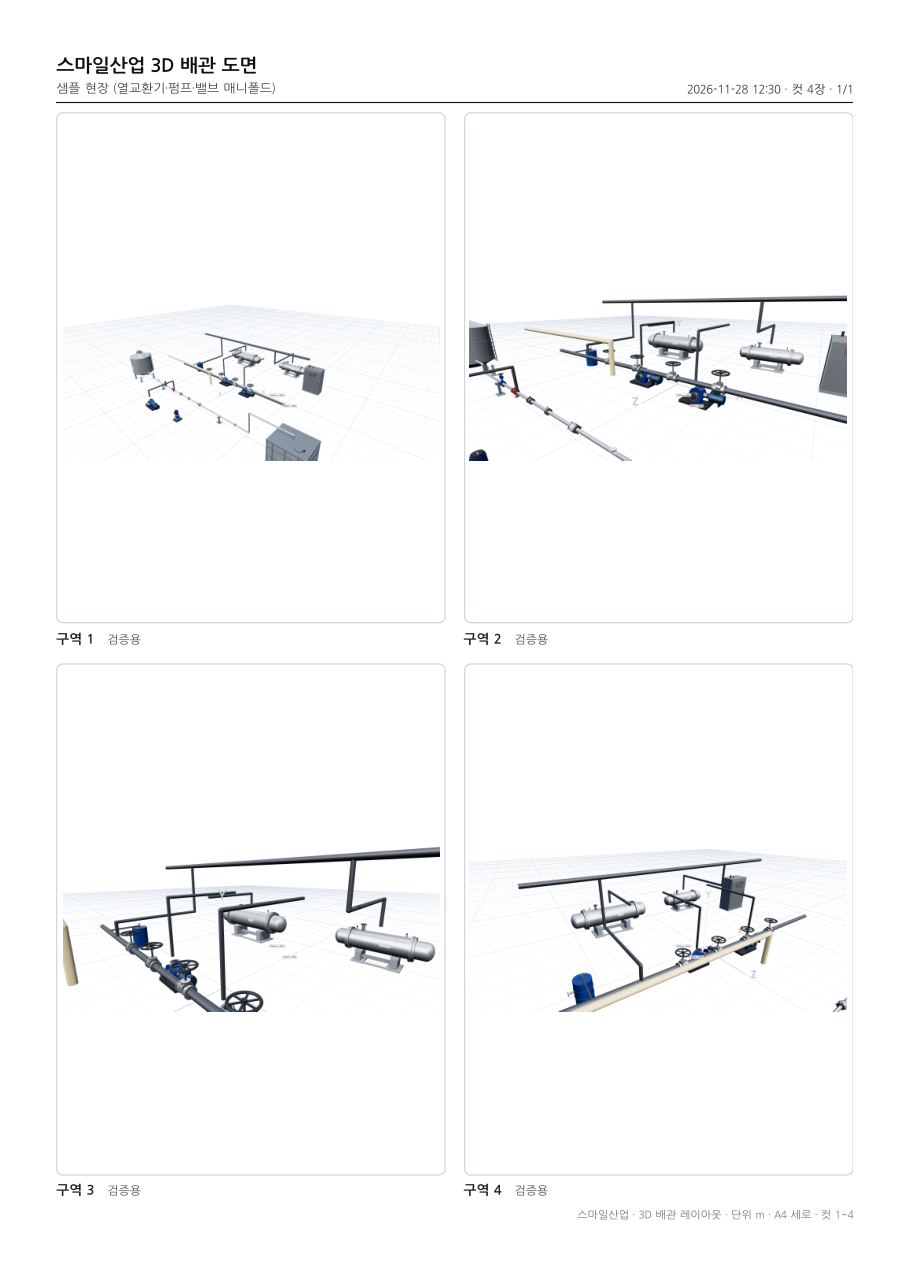 스마일산업 3D 배관 도면
샘플 현장 (열교환기·펌프·밸브 매니폴드)
2026-11-28 12:30 · 컷 4장 · 1/1
Z
구역 1 검증용
구역 2 검증용
Y
Y
Z
구역 3 검증용
구역 4 검증용
스마일산업 · 3D 배관 레이아웃 · 단위 m · A4 세로 · 컷 1~4